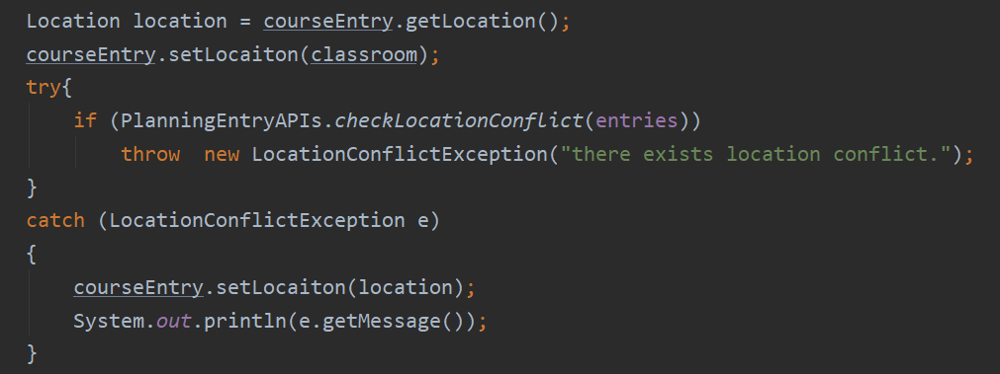 Location location = courseEntry.getLocation();
courseEntry.setLocaiton(classroom);
try{
    if (PlanningEntryAPIs.checkLocationConflict(entries))
        throw  new LocationConflictException("there exists location conflict.");
}
catch (LocationConflictException e)
{
    courseEntry.setLocaiton(location);
    System.out.println(e.getMessage());
}